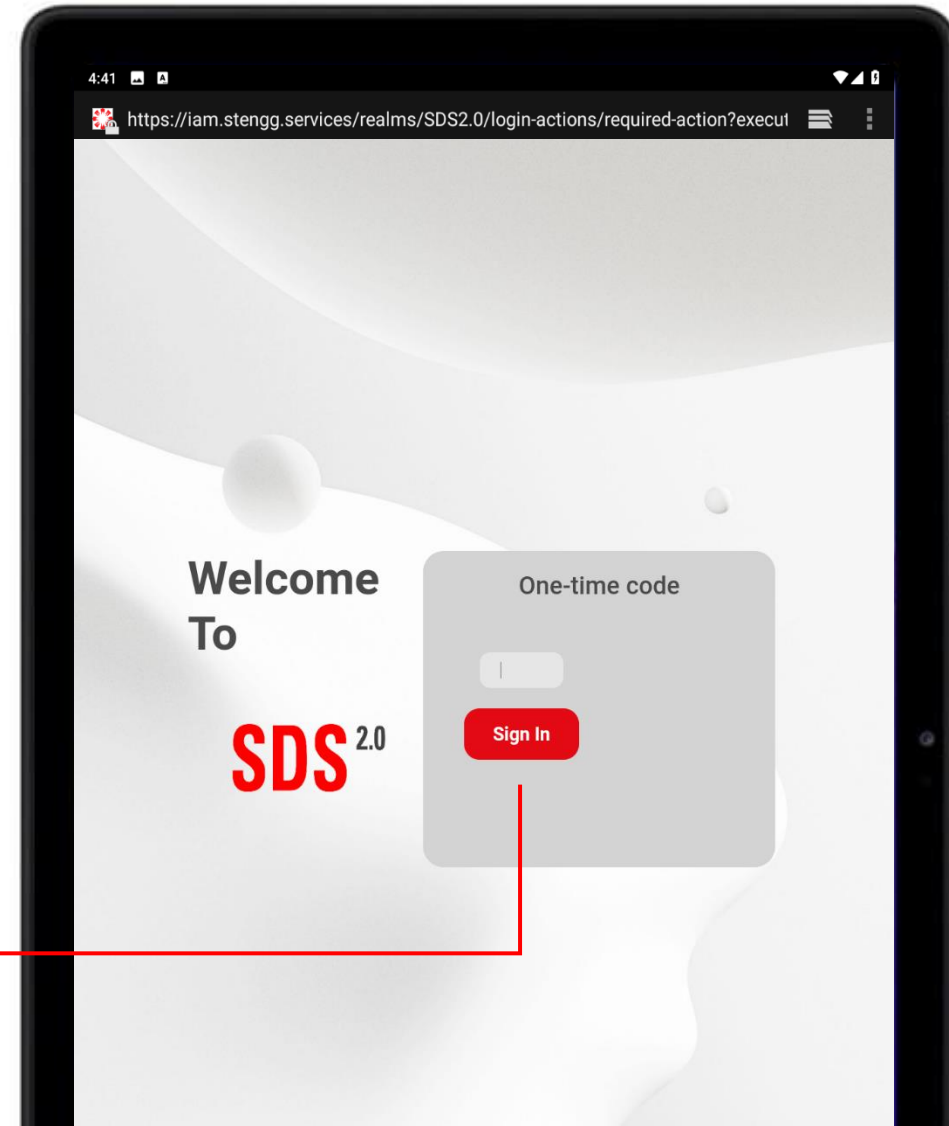 4:41
https://iam.stengg.services/realms/SDS2.0/login-actions/required-action?execut
Welcome
To
SDS 2.0
One-time code
Sign In